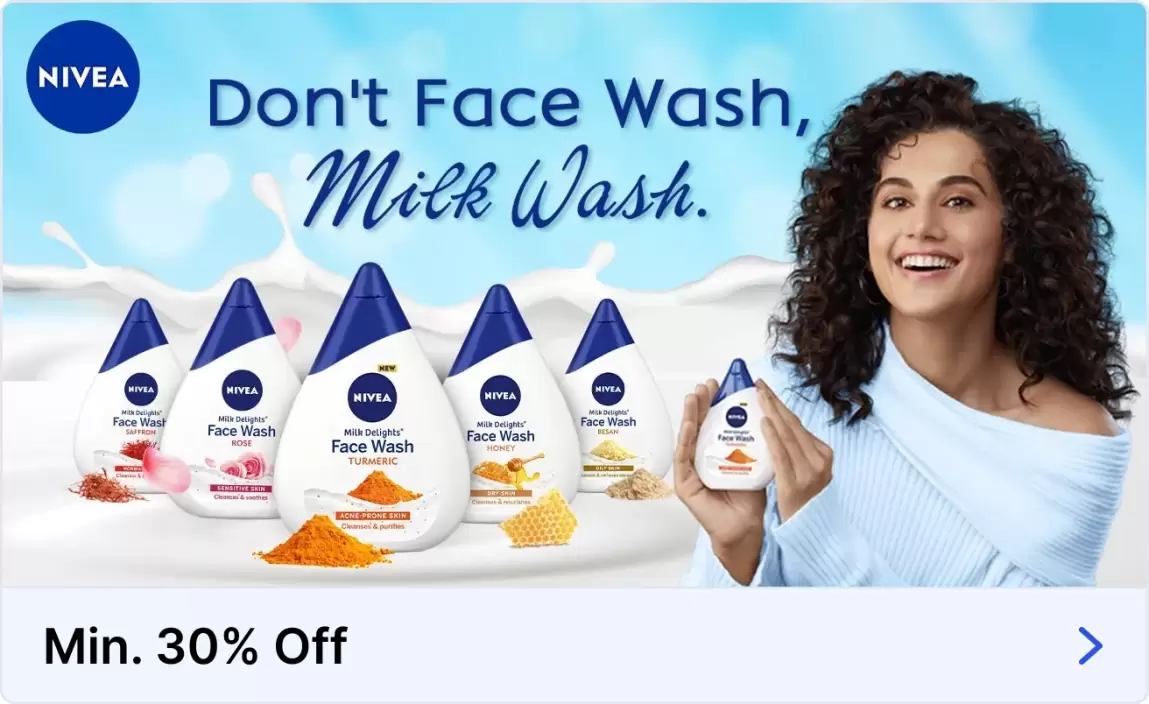 NIVEA
Don't Face Wash,
Milk Wash.
NIVEA
Milk Delights
Face Wash
SAFFRON
NIVEA
Milk Delights
Face Wash
ROSE
SENSITIVE SKIN
Cleanses & soothes
NEW
NIVEA
Milk Delights
Face Wash
TURMERIC
ACNE-PRONE SKIN
Cleanses & purifies
NIVEA
Milk Delights
Face Wash
HONEY
DRY SKIN
Cleanses & nourishes
NIVEA
Milk Delights
Face Wash
BESAN
OILY SKIN
NIVEA
Face Wash
Min. 30% Off